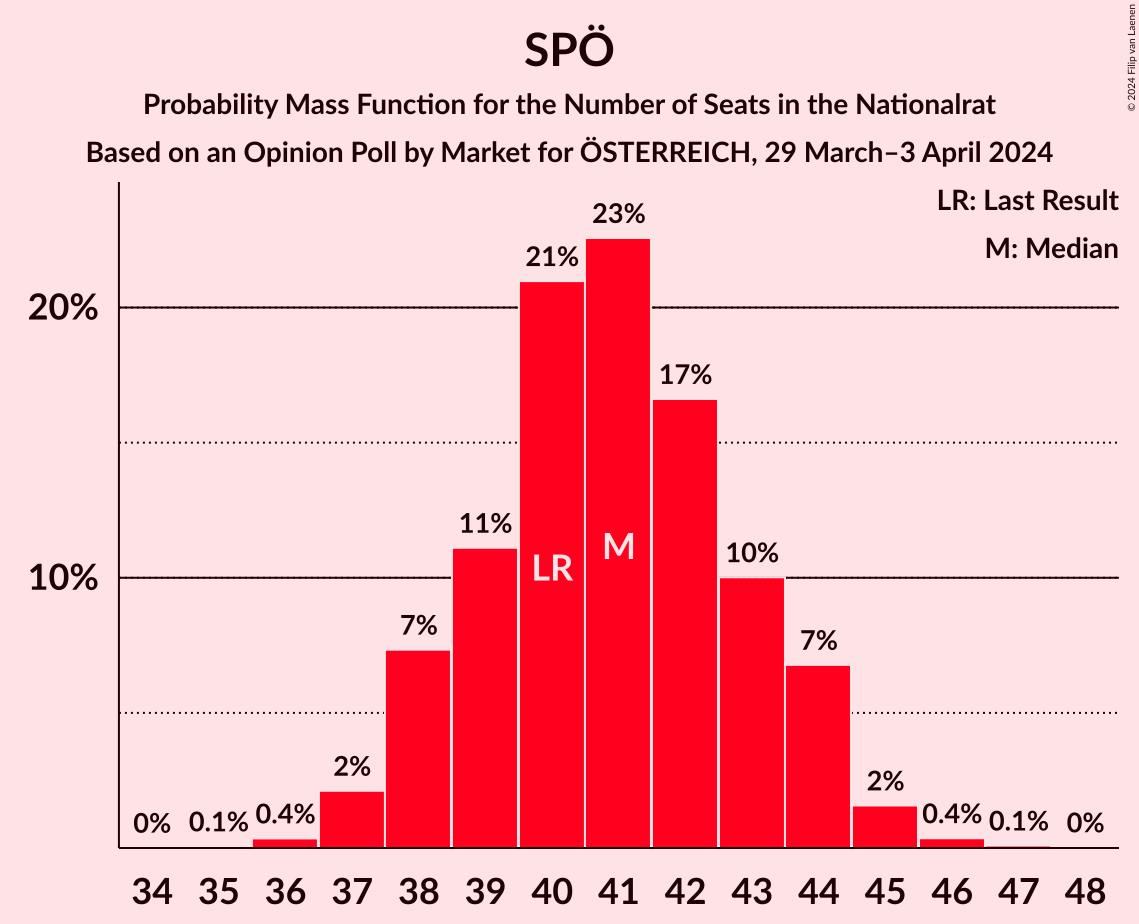 SPÖ
Probability Mass Function for the Number of Seats in the Nationalrat
Based on an Opinion Poll by Market for ÖSTERREICH, 29 March–3 April 2024
© 2024 Filip van Laenen
LR: Last Result
M: Median
20%
10%
0%
0.1%
0.4%
2%
7%
11%
21%
23%
17%
10%
7%
2%
0.4%
0.1%
0%
LR
M
34 35 36 37 38 39 40 41 42 43 44 45 46 47 48